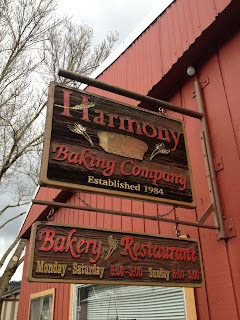 Harmony
Baking Company
Established 1984
Bakery Restaurant
Monday - Saturday Sunday